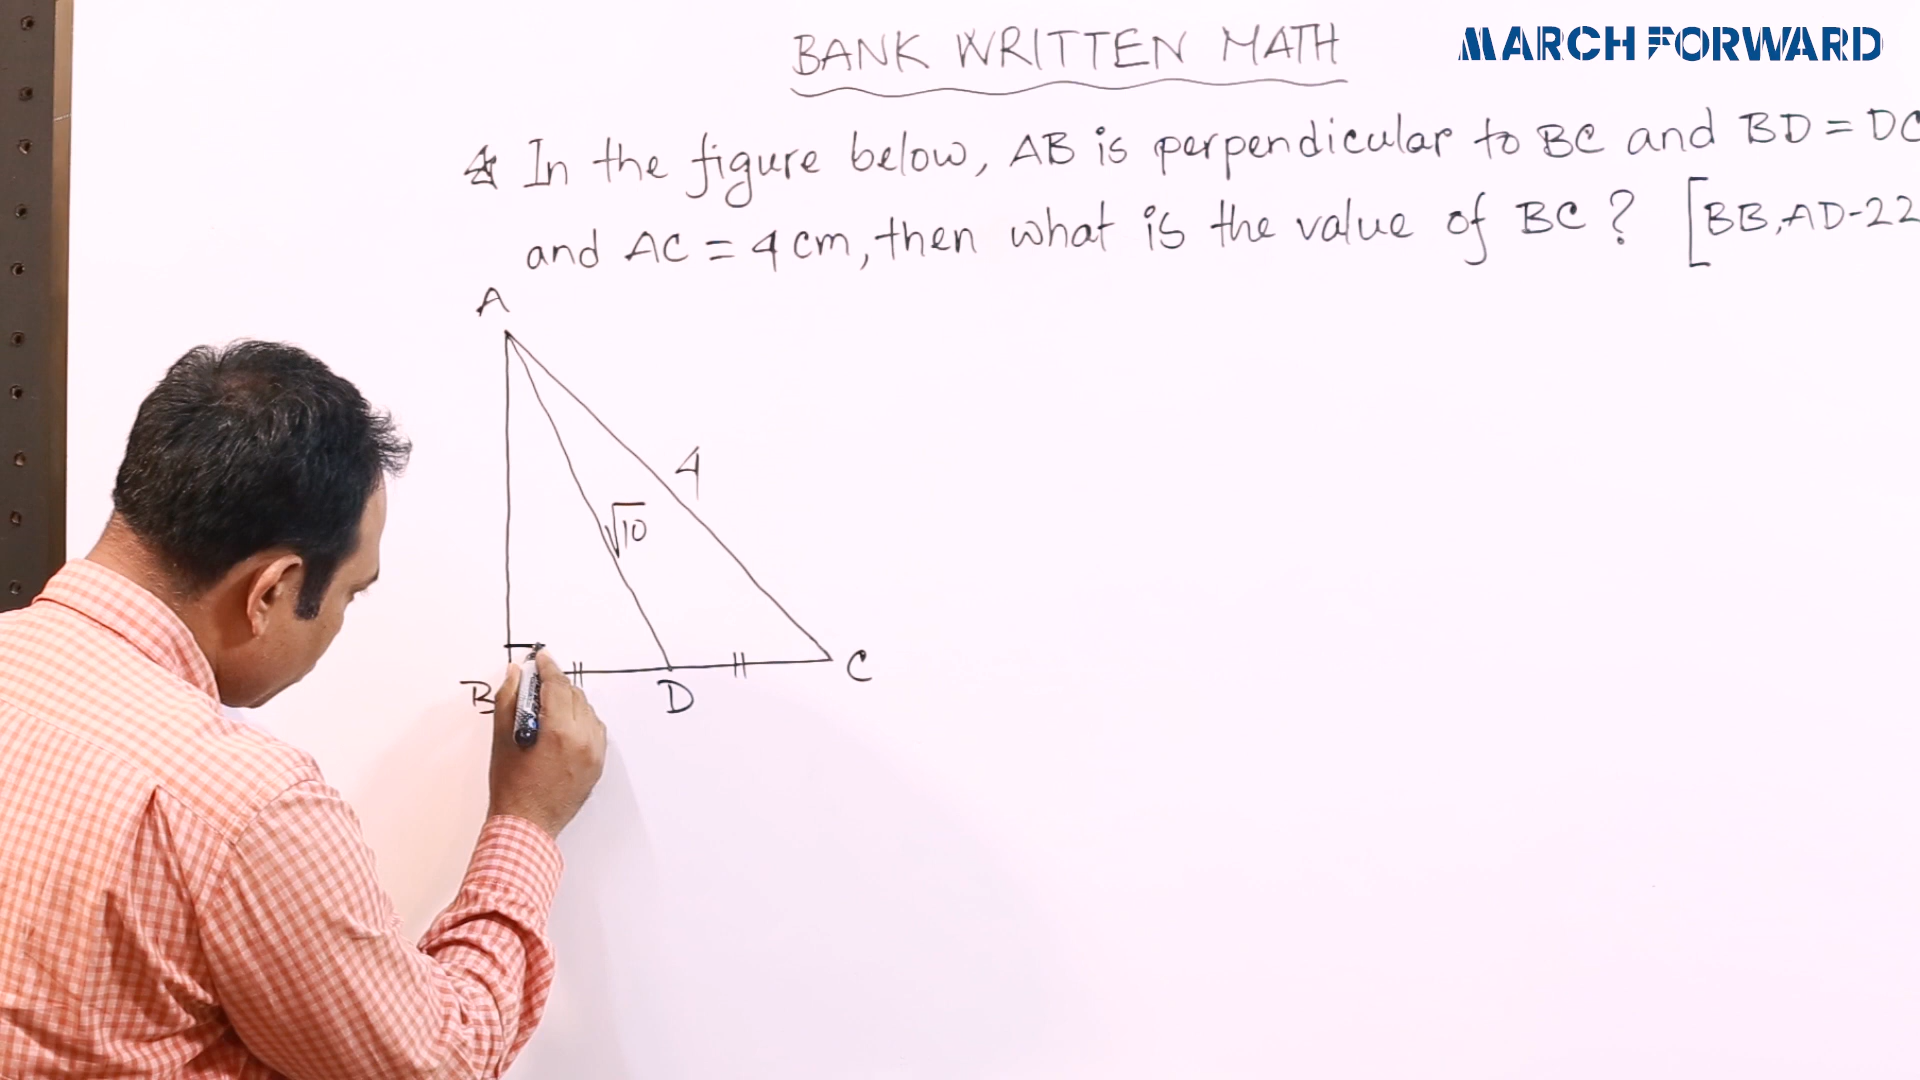 BANK WRITTEN MATH
MARCH FORWARD
In the figure below, AB is perpendicular to BC and BD = DC
and AC = 4 cm, then what is the value of BC ? [BB, AD-22
A
4
√10
B
D
C